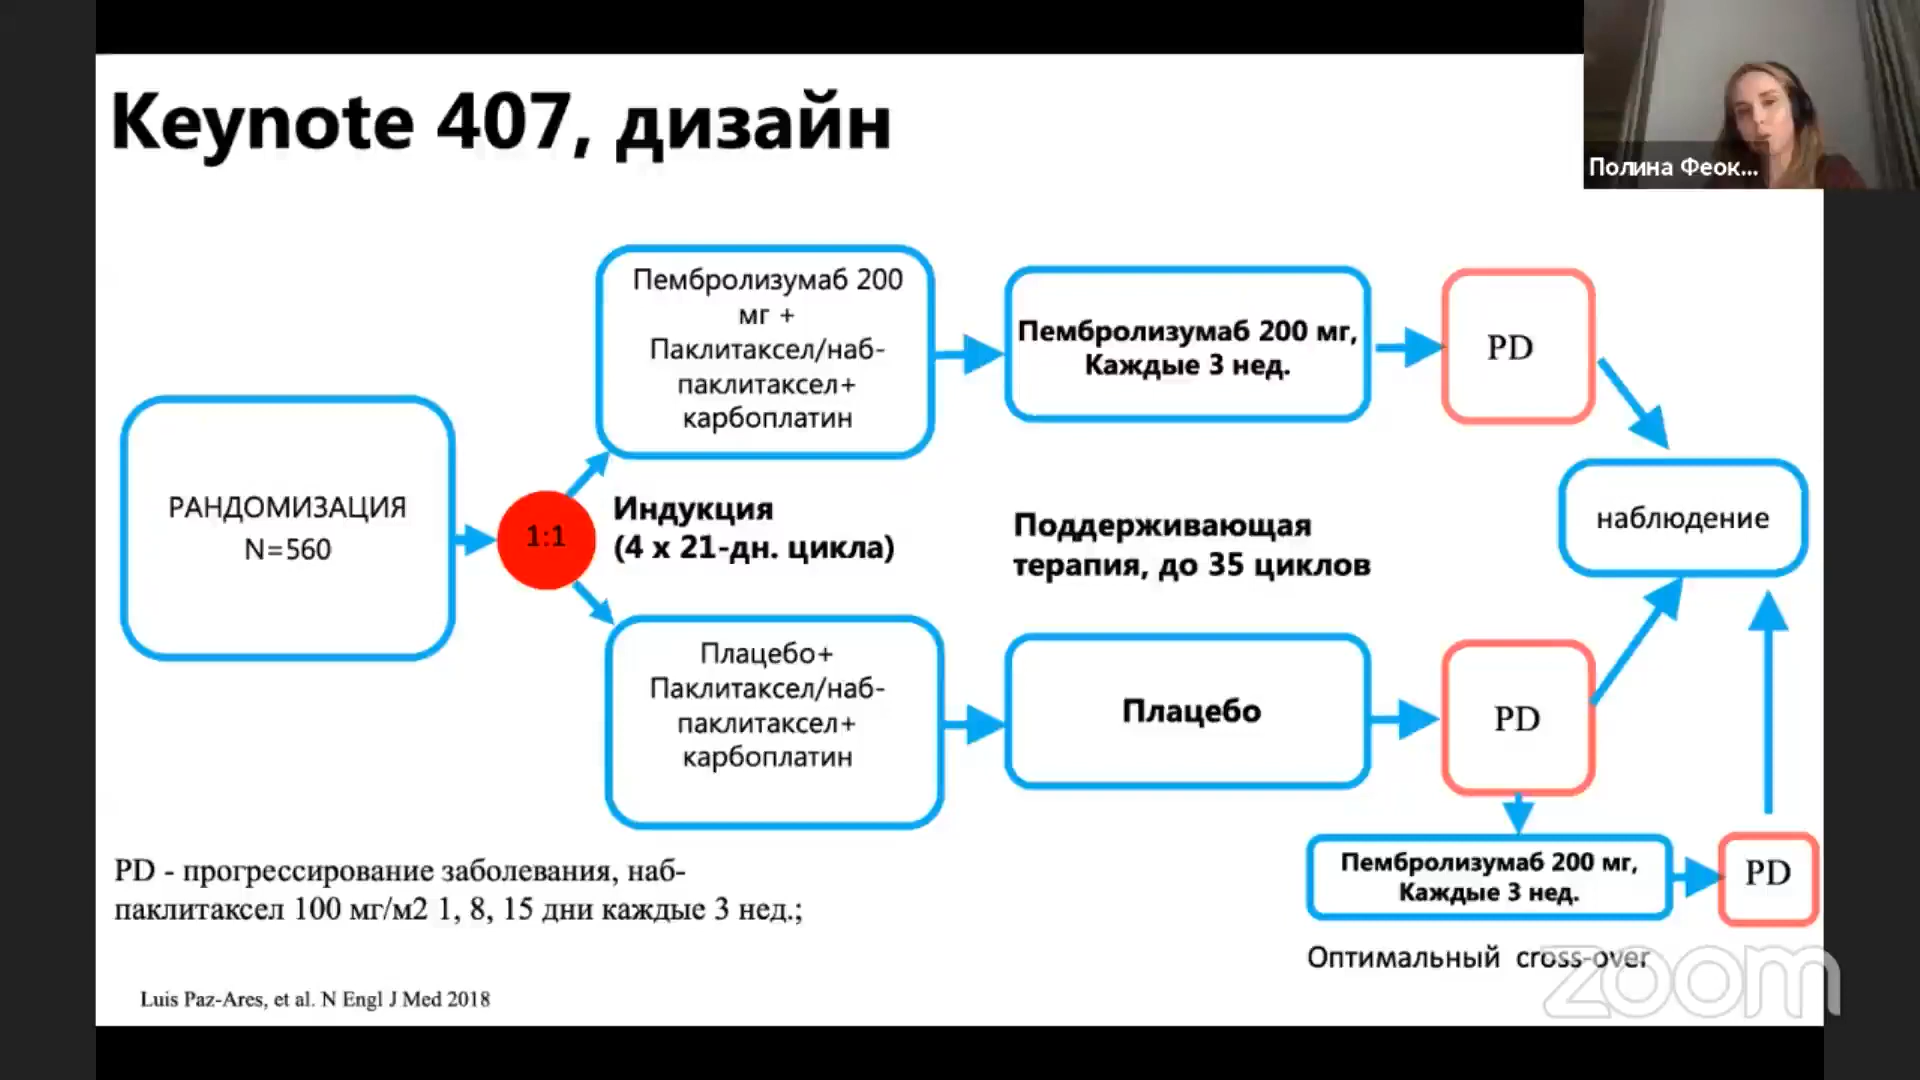 Keynote 407, дизайн
Полина Феок...
РАНДОМИЗАЦИЯ
N=560
1:1
Пембролизумаб 200
мг +
Паклитаксел/наб-
паклитаксел+
карбоплатин
Индукция
(4 x 21-дн. цикла)
Плацебо+
Паклитаксел/наб-
паклитаксел+
карбоплатин
Пембролизумаб 200 мг,
Каждые 3 нед.
Поддерживающая
терапия, до 35 циклов
Плацебо
PD
PD
наблюдение
Пембролизумаб 200 мг,
Каждые 3 нед.
PD
Оптимальный cross-over
PD - прогрессирование заболевания, наб-
паклитаксел 100 мг/м2 1, 8, 15 дни каждые 3 нед.;
Luis Paz-Ares, et al. N Engl J Med 2018
zoom